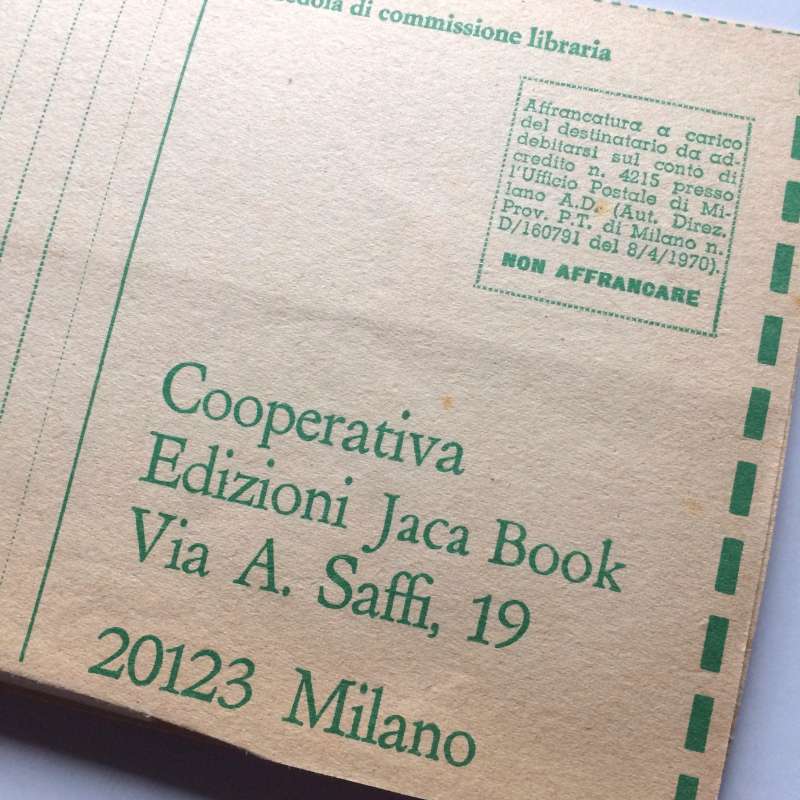 di commissione libraria
Affrancatura a carico
del destinatario da ad-
debitarsi sul conto di
credito n. 4215 presso
l'Ufficio Postale di Mi-
lano A.D. (Aut. Direz.
Prov. P.T. di Milano n.
D/160791 del 8/4/1970).
NON AFFRANCARE
Cooperativa
Edizioni Jaca Book
Via A. Saffi, 19
20123 Milano